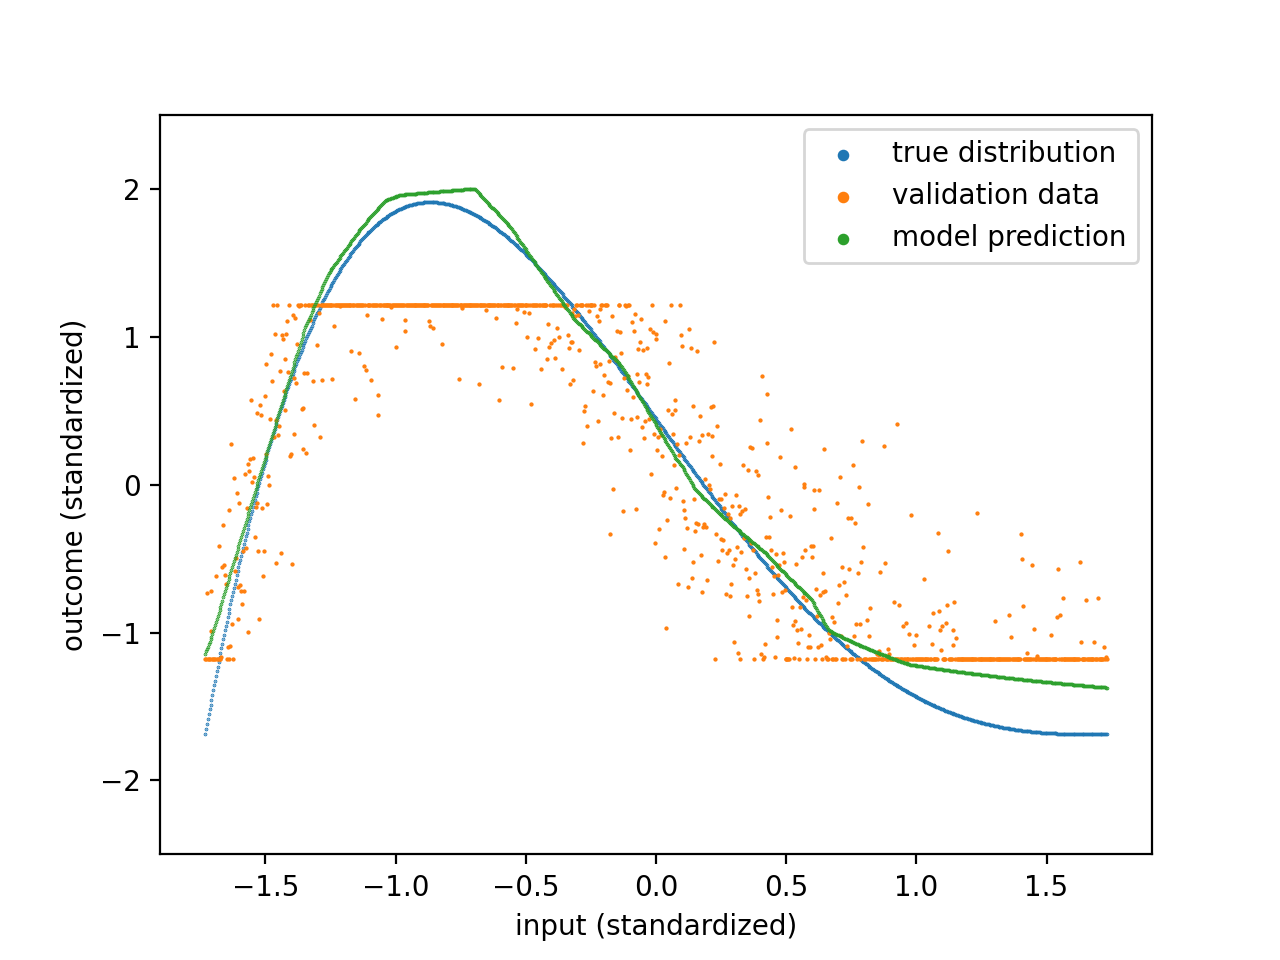 true distribution
validation data
model prediction
2
1
0
−1
−2
outcome (standardized)
−1.5 −1.0 −0.5 0.0 0.5 1.0 1.5
input (standardized)